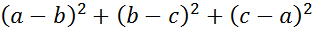 (a − b)² + (b − c)² + (c − a)²